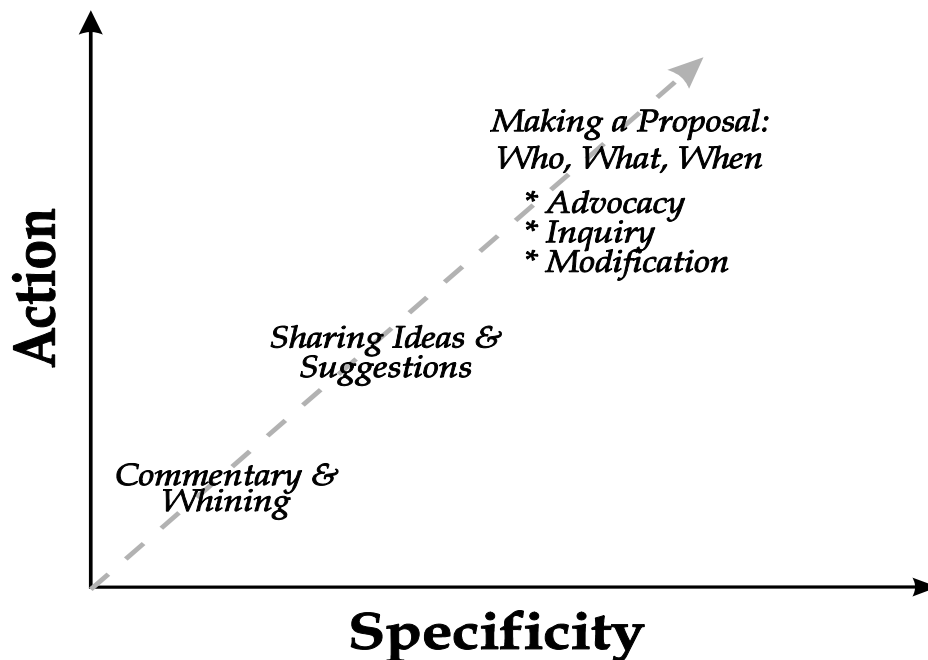 Making a Proposal:
Who, What, When
* Advocacy
* Inquiry
* Modification
Action
Sharing Ideas &
Suggestions
Commentary &
Whining
Specificity